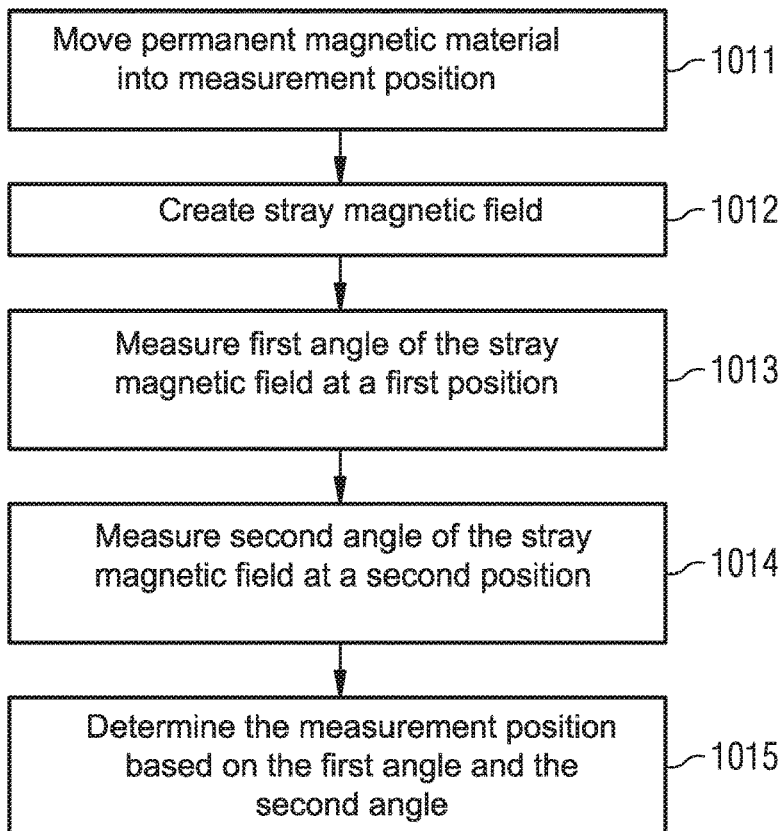 Move permanent magnetic material
into measurement position
1011
Create stray magnetic field
1012
Measure first angle of the stray
magnetic field at a first position
1013
Measure second angle of the stray
magnetic field at a second position
1014
Determine the measurement position
based on the first angle and the
second angle
1015